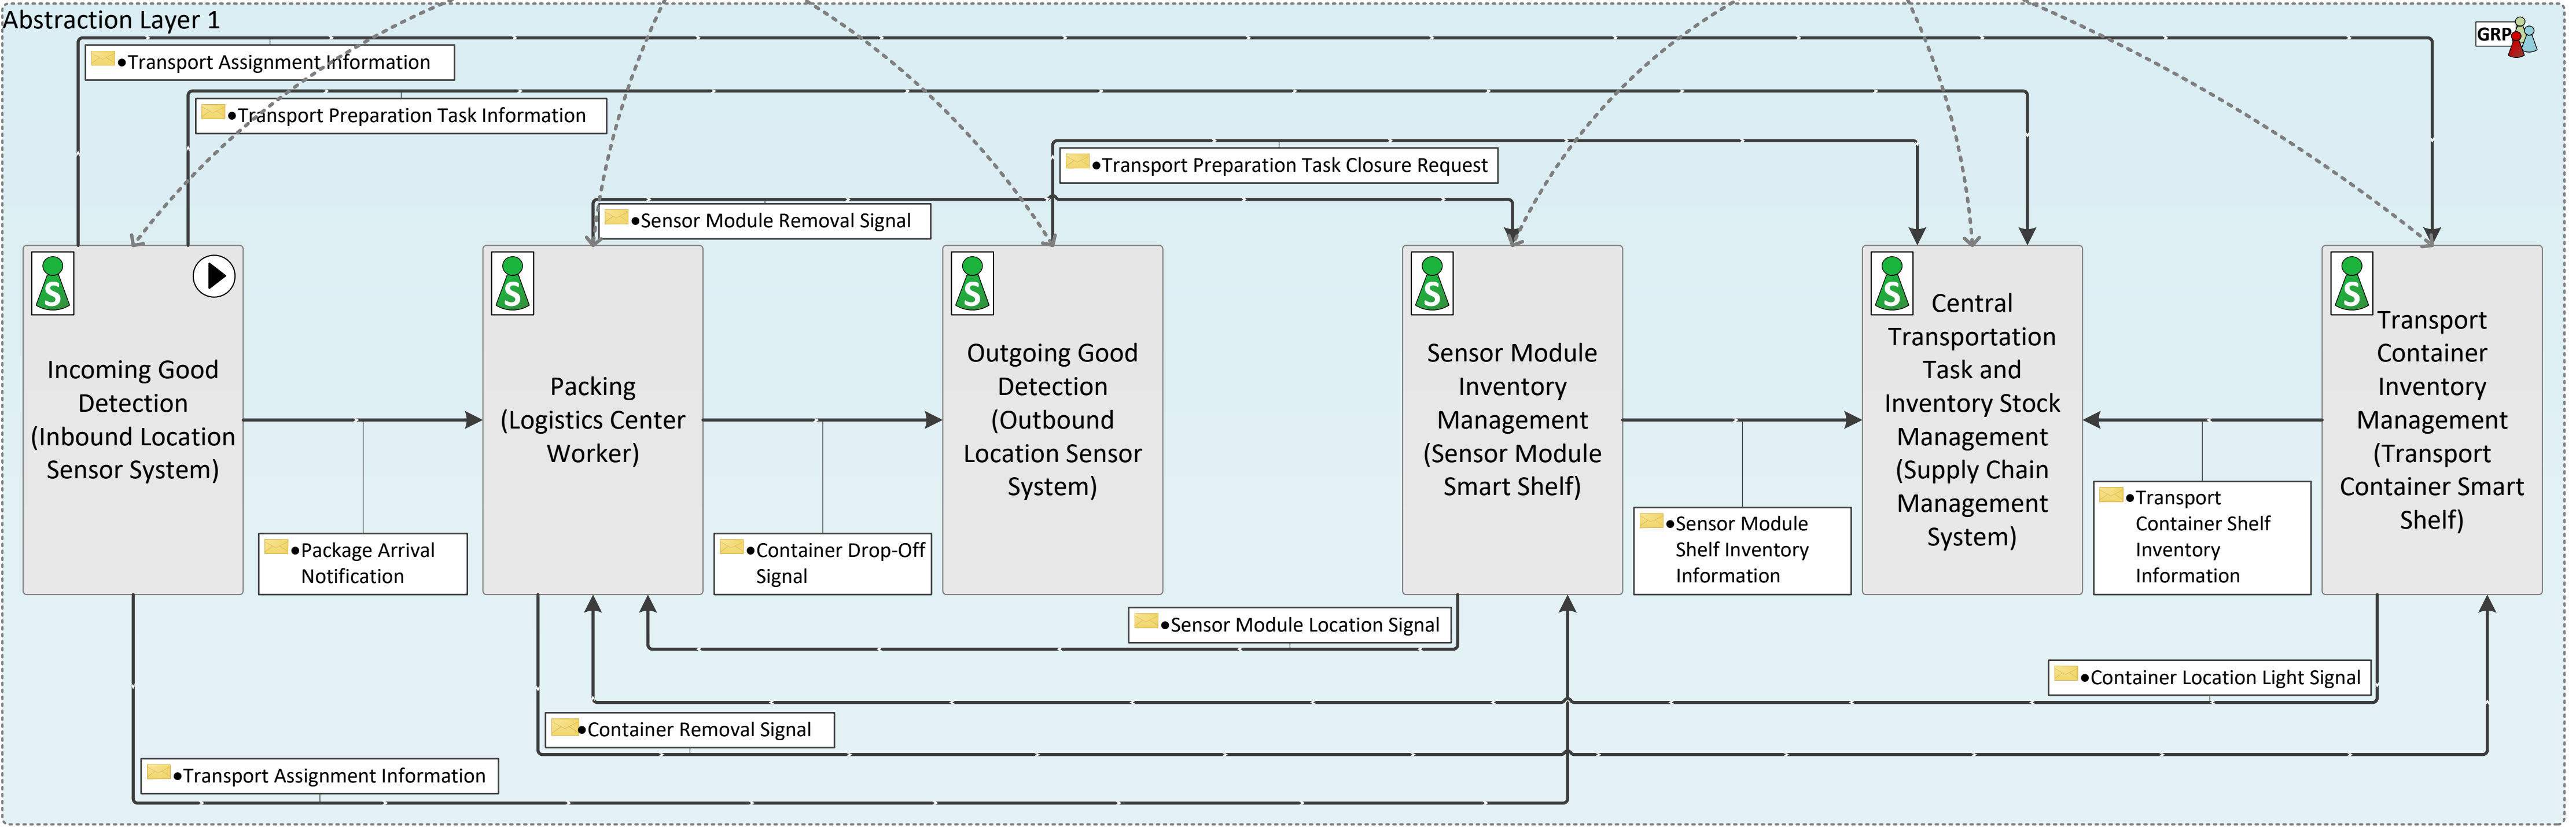 Abstraction Layer 1
GRP
•Transport Assignment Information
•Transport Preparation Task Information
•Transport Preparation Task Closure Request
•Sensor Module Removal Signal
S
Incoming Good
Detection
(Inbound Location
Sensor System)
S
Packing
(Logistics Center
Worker)
S
Outgoing Good
Detection
(Outbound
Location Sensor
System)
S
Sensor Module
Inventory
Management
(Sensor Module
Smart Shelf)
S
Central
Transportation
Task and
Inventory Stock
Management
(Supply Chain
Management
System)
S
Transport
Container
Inventory
Management
(Transport
Container Smart
Shelf)
•Package Arrival
Notification
•Container Drop-Off
Signal
•Sensor Module
Shelf Inventory
Information
•Transport
Container Shelf
Inventory
Information
•Sensor Module Location Signal
•Container Location Light Signal
•Container Removal Signal
•Transport Assignment Information